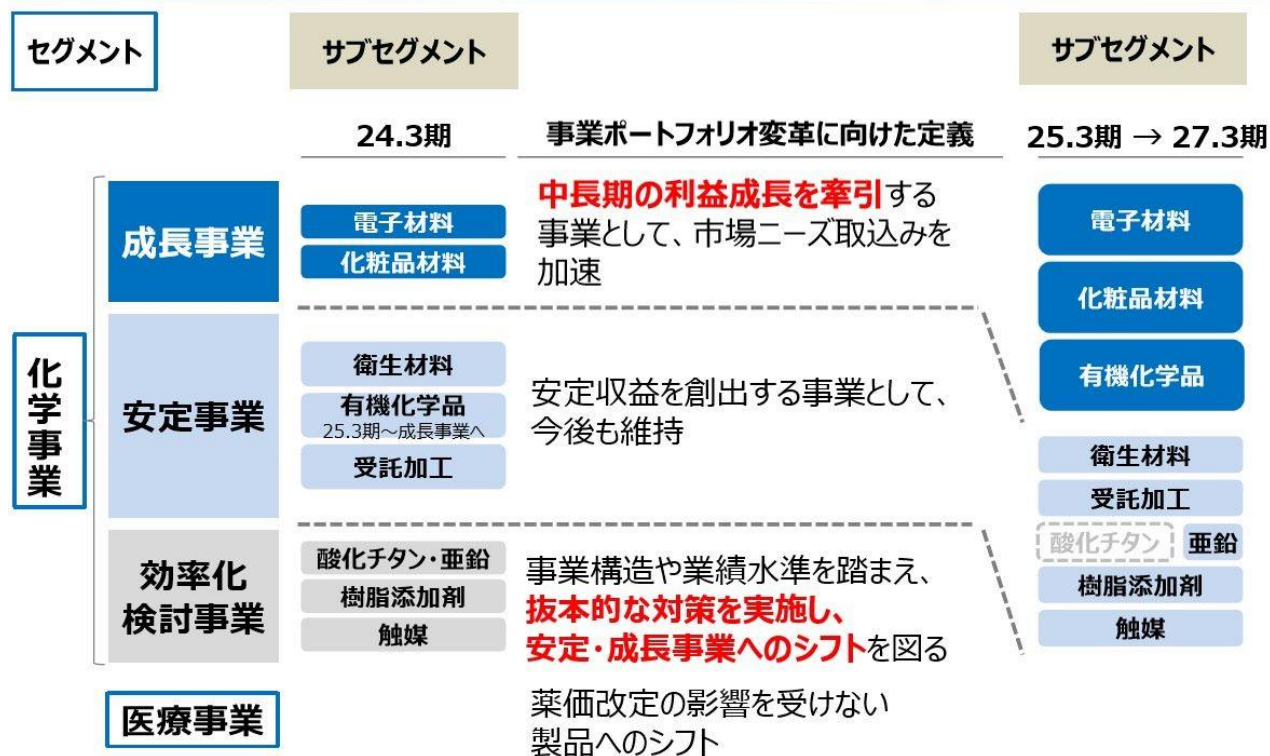 セグメント
サブセグメント
サブセグメント
24.3期
事業ポートフォリオ変革に向けた定義
25.3期 → 27.3期
化学事業
成長事業
電子材料
化粧品材料
中長期の利益成長を牽引する
事業として、市場ニーズ取込みを
加速
電子材料
化粧品材料
有機化学品
安定事業
衛生材料
有機化学品
25.3期～成長事業へ
受託加工
安定収益を創出する事業として、
今後も維持
衛生材料
受託加工
酸化チタン 亜鉛
樹脂添加剤
触媒
効率化
検討事業
酸化チタン・亜鉛
樹脂添加剤
触媒
事業構造や業績水準を踏まえ、
抜本的な対策を実施し、
安定・成長事業へのシフトを図る
医療事業
薬価改定の影響を受けない
製品へのシフト